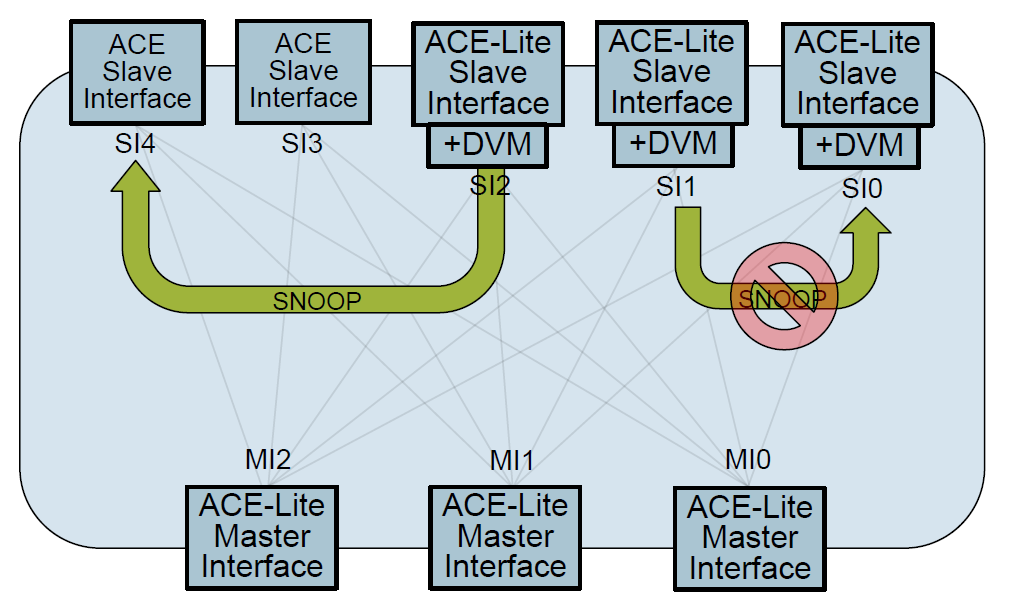 ACE
Slave
Interface
ACE
Slave
Interface
ACE-Lite
Slave
Interface
+DVM
ACE-Lite
Slave
Interface
+DVM
ACE-Lite
Slave
Interface
+DVM
SI4
SI3
SI2
SI1
SI0
SNOOP
SNOOP
MI2
MI1
MI0
ACE-Lite
Master
Interface
ACE-Lite
Master
Interface
ACE-Lite
Master
Interface